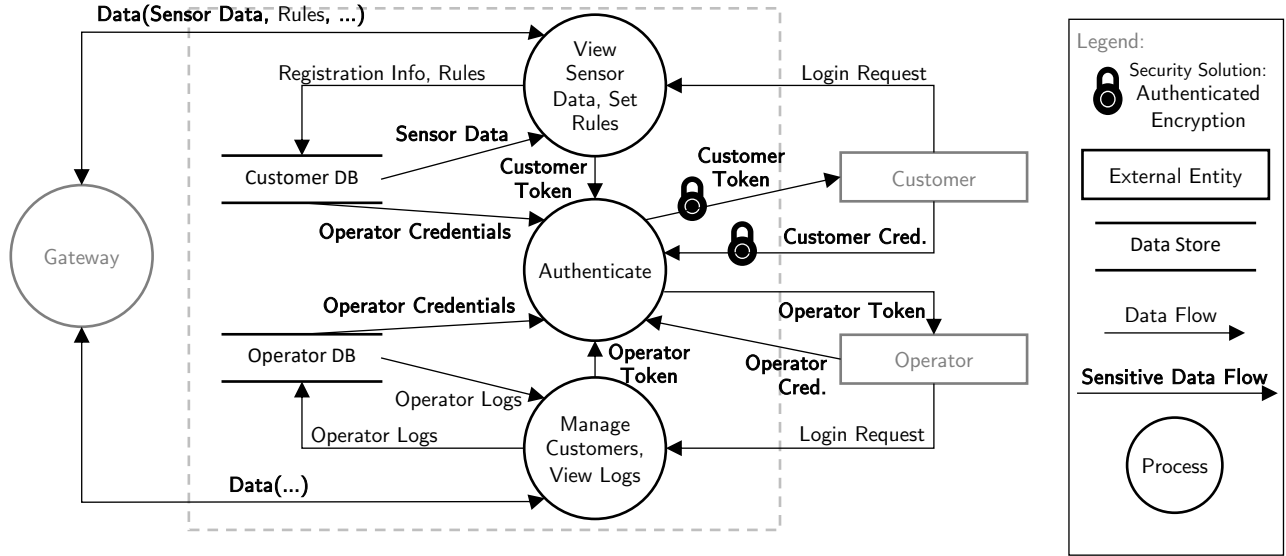 Data(Sensor Data, Rules, ...)
View
Sensor
Data, Set
Rules
Registration Info, Rules
Login Request
Sensor Data
Customer DB
Customer
Token
Customer
Token
Customer
Operator Credentials
Customer Cred.
Gateway
Authenticate
Operator Credentials
Operator Token
Operator DB
Operator
Token
Operator
Cred.
Operator
Operator Logs
Operator Logs
Manage
Customers,
View Logs
Login Request
Data(...)
Legend:
Security Solution:
Authenticated
Encryption
External Entity
Data Store
Data Flow
Sensitive Data Flow
Process